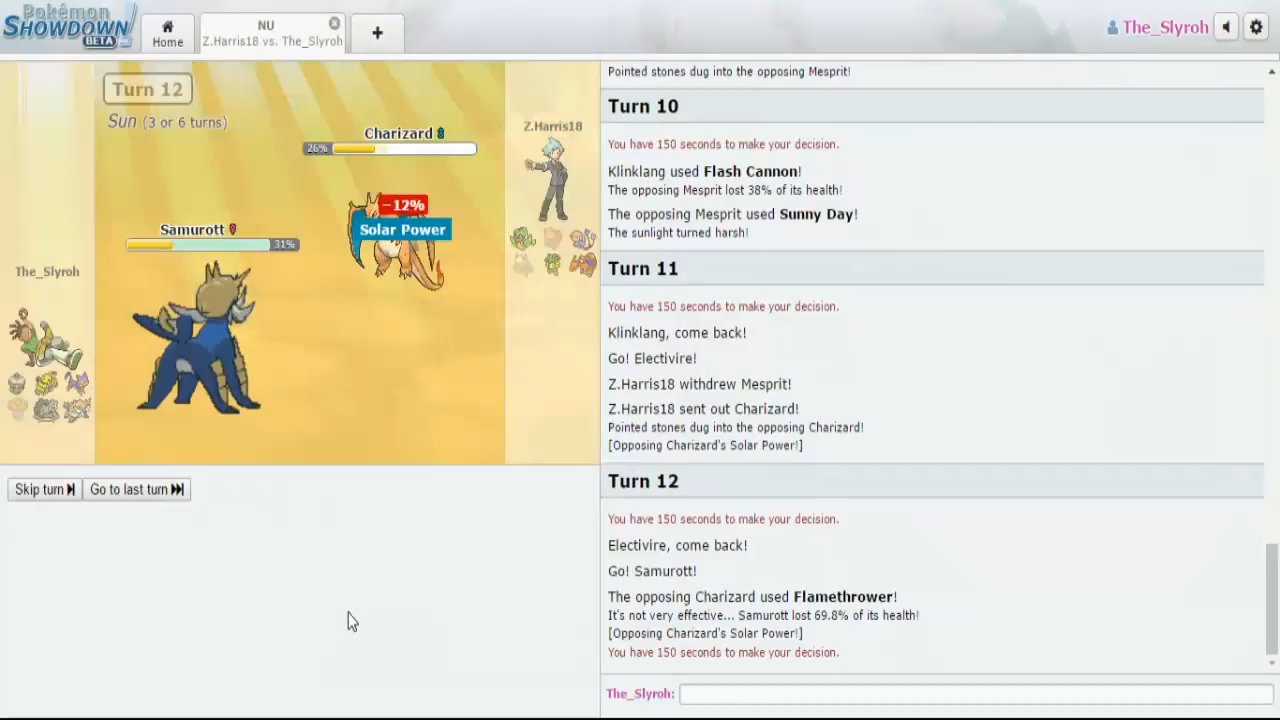 Pokémon
SHOWDOWN!
BETA
Home
NU
Z.Harris18 vs. The_Slyroh
+
The_Slyroh
Turn 12
Sun (3 or 6 turns)
Charizard
26%
-12%
Solar Power
Samurott
31%
The_Slyroh
Z.Harris18
Skip turn
Go to last turn
Pointed stones dug into the opposing Mesprit!
Turn 10
You have 150 seconds to make your decision.
Klinklang used Flash Cannon!
The opposing Mesprit lost 38% of its health!
The opposing Mesprit used Sunny Day!
The sunlight turned harsh!
Turn 11
You have 150 seconds to make your decision.
Klinklang, come back!
Go! Electivire!
Z.Harris18 withdrew Mesprit!
Z.Harris18 sent out Charizard!
Pointed stones dug into the opposing Charizard!
[Opposing Charizard's Solar Power!]
Turn 12
You have 150 seconds to make your decision.
Electivire, come back!
Go! Samurott!
The opposing Charizard used Flamethrower!
It's not very effective... Samurott lost 69.8% of its health!
[Opposing Charizard's Solar Power!]
You have 150 seconds to make your decision.
The_Slyroh: